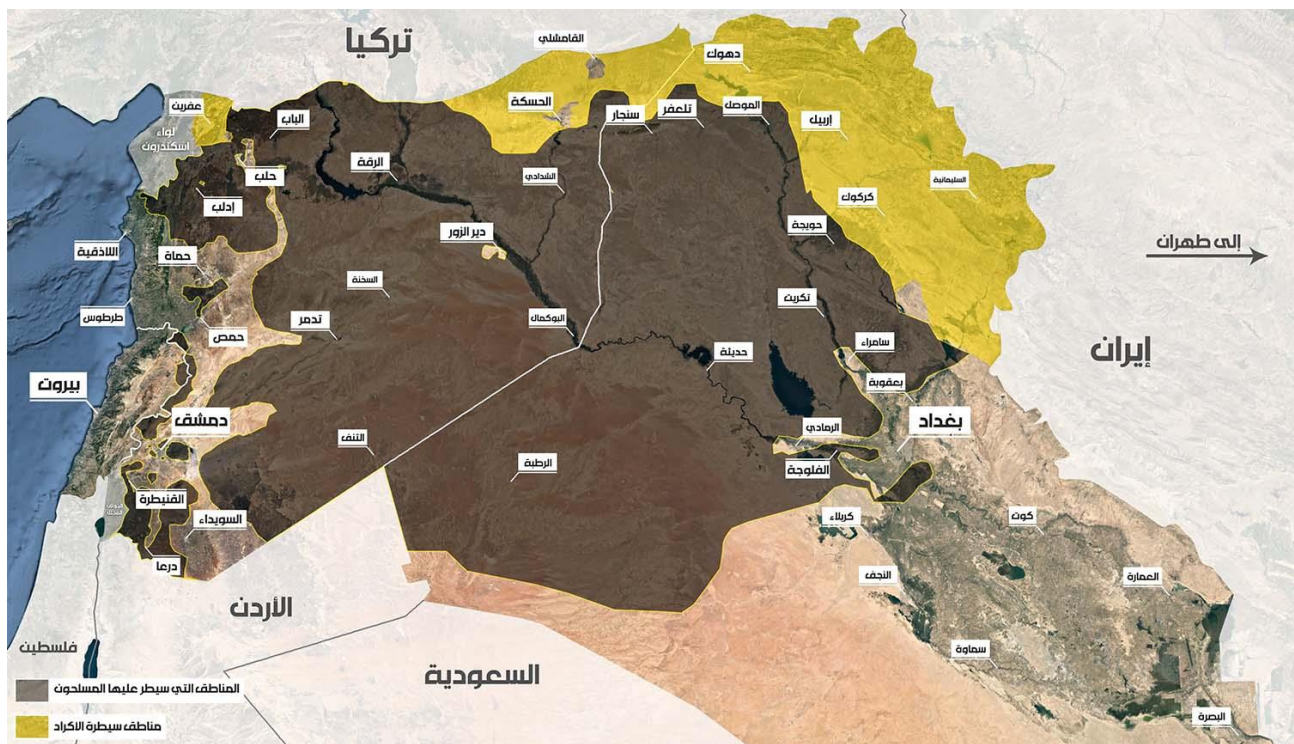 تركيا
القامشلي
دهوك
عفرين
لواء
اسكندرون
الباب
الحسكة
سنجار
تلعفر
الموصل
إربيل
حلب
الرقة
الشدادي
السليمانية
إدلب
كركوك
دير الزور
حويجة
اللاذقية
حماة
إلى طهران
السخنة
تكريت
طرطوس
حمص
تدمر
البوكمال
سامراء
إيران
حديثة
بيروت
بعقوبة
دمشق
التنف
الرمادي
بغداد
الرطبة
الفلوجة
القنيطرة
السويداء
كربلاء
كوت
درعا
النجف
العمارة
الأردن
فلسطين
سماوة
السعودية
المناطق التي سيطر عليها المسلحون
البصرة
مناطق سيطرة الاكراد